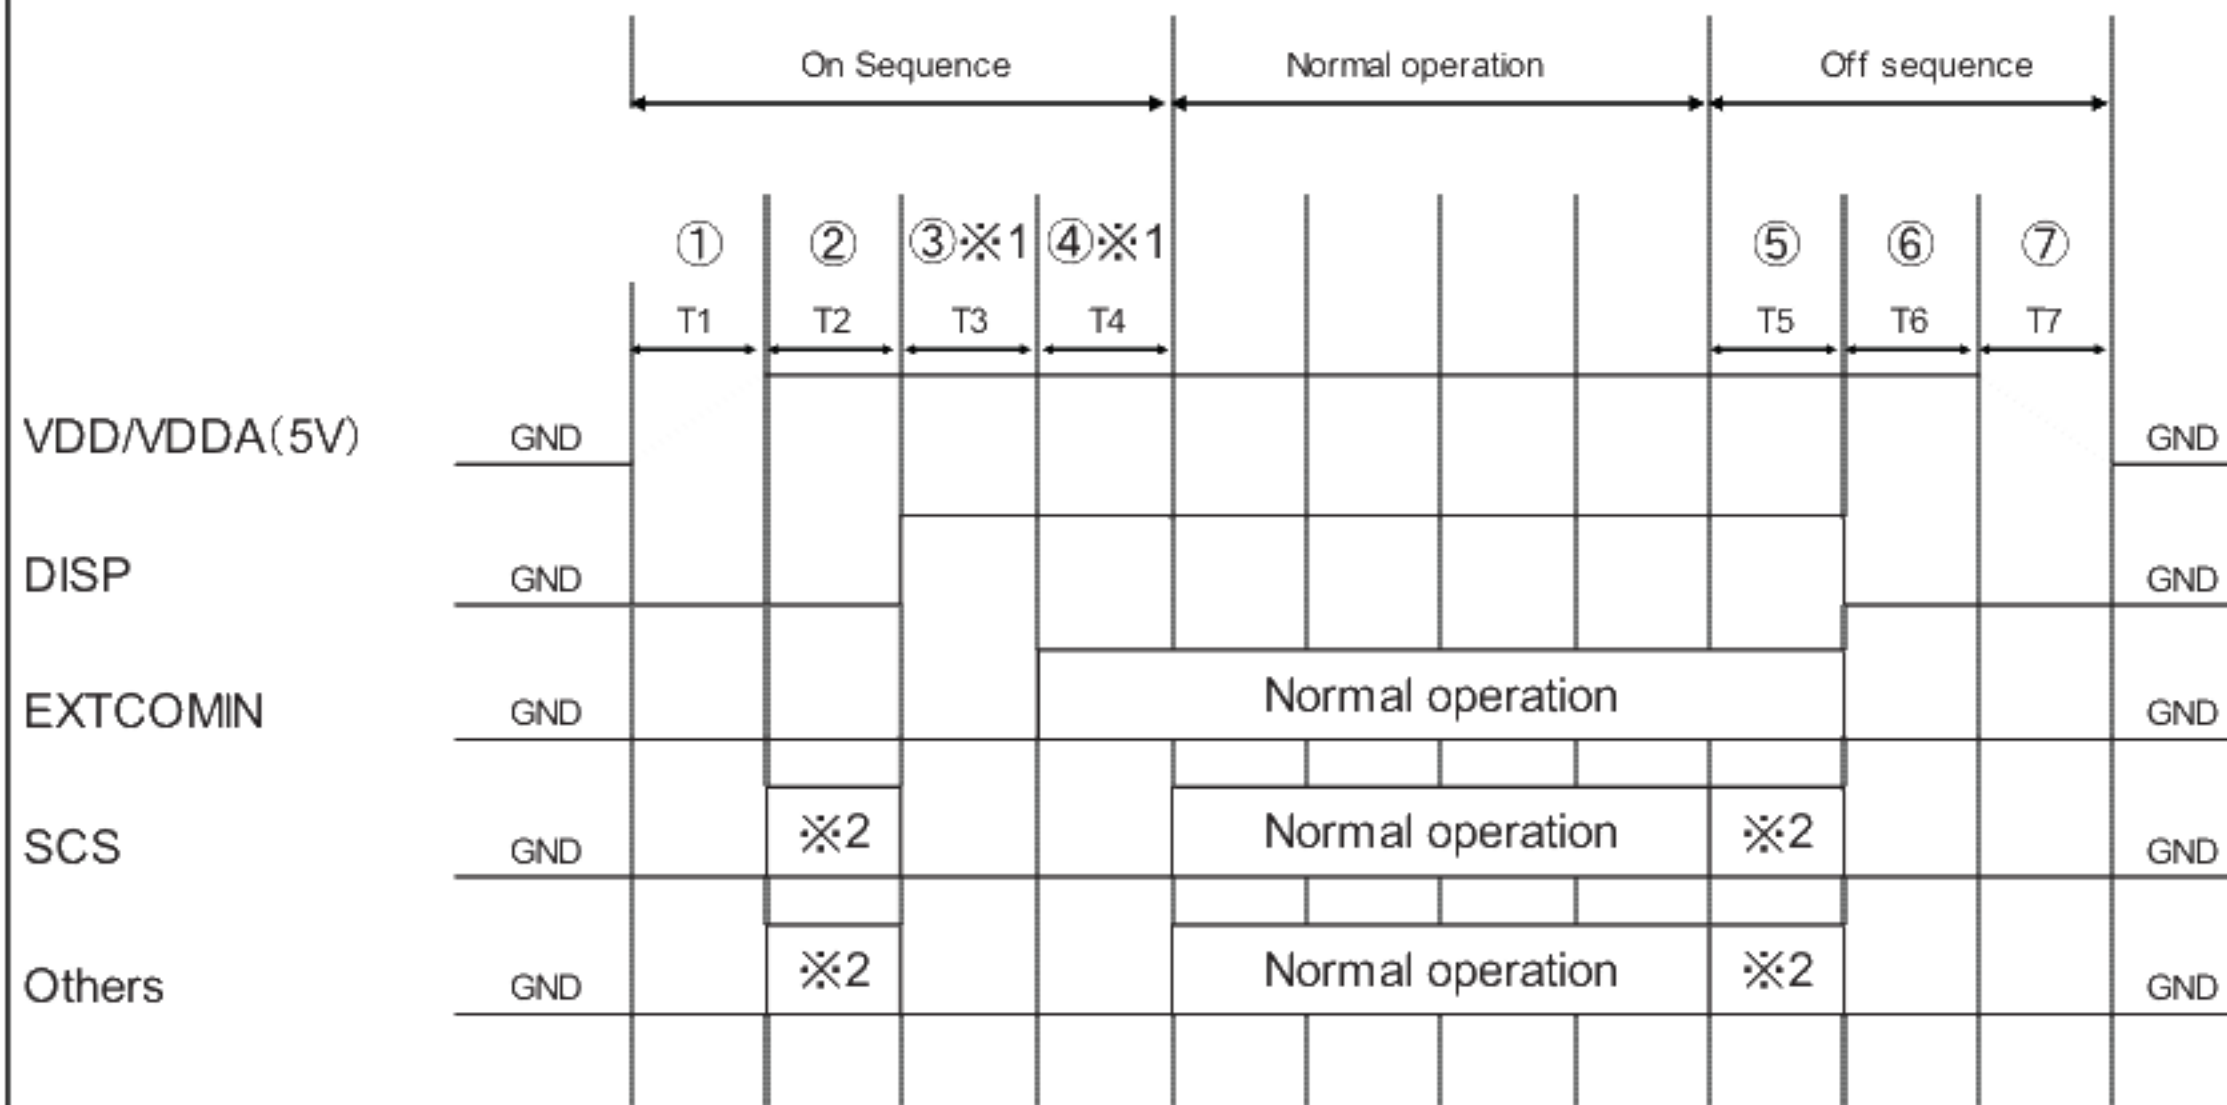 On Sequence Normal operation Off sequence
① ② ③※1 ④※1 ⑤ ⑥ ⑦
T1 T2 T3 T4 T5 T6 T7
VDD/VDDA(5V) GND GND
DISP GND GND
EXTCOMIN GND Normal operation GND
SCS GND ※2 Normal operation ※2 GND
Others GND ※2 Normal operation ※2 GND